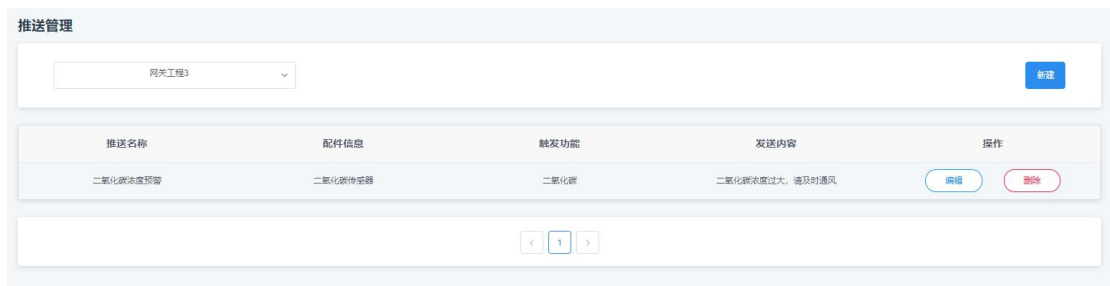 推送管理
网关工程3
新建
推送名称 配件信息 触发功能 发送内容 操作
二氧化碳浓度预警 二氧化碳传感器 二氧化碳 二氧化碳浓度过大，请及时通风 编辑 删除
1